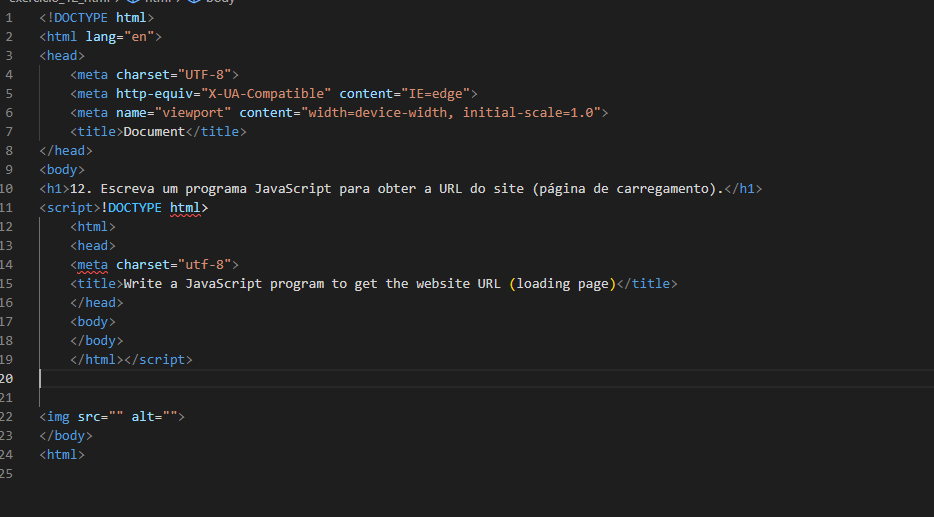 exercicio_12_html > html > body
1 <!DOCTYPE html>
2 <html lang="en">
3 <head>
4 <meta charset="UTF-8">
5 <meta http-equiv="X-UA-Compatible" content="IE=edge">
6 <meta name="viewport" content="width=device-width, initial-scale=1.0">
7 <title>Document</title>
8 </head>
9 <body>
10 <h1>12. Escreva um programa JavaScript para obter a URL do site (página de carregamento).</h1>
11 <script>!DOCTYPE html>
12 <html>
13 <head>
14 <meta charset="utf-8">
15 <title>Write a JavaScript program to get the website URL (loading page)</title>
16 </head>
17 <body>
18 </body>
19 </html></script>
20
21
22 <img src="" alt="">
23 </body>
24 <html>
25